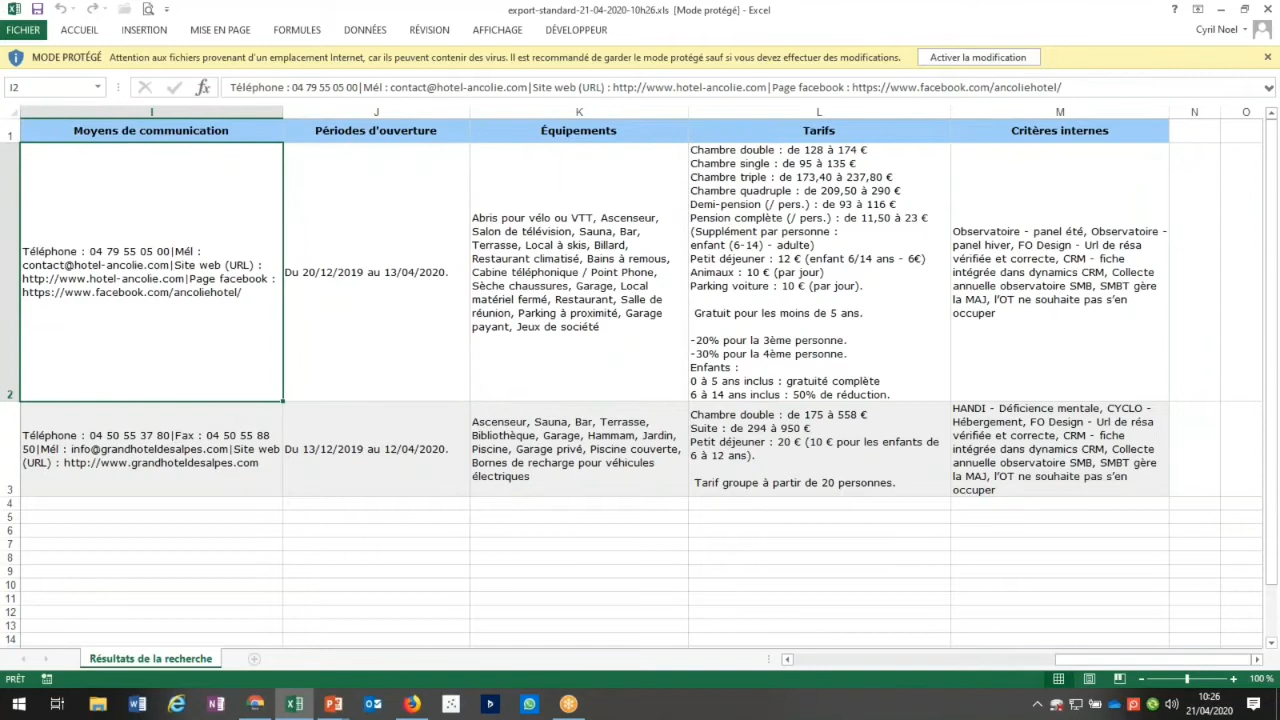 export-standard-21-04-2020-10h26.xls [Mode protégé] - Excel
FICHIER ACCUEIL INSERTION MISE EN PAGE FORMULES DONNÉES RÉVISION AFFICHAGE DÉVELOPPEUR Cyril Noel
MODE PROTÉGÉ Attention aux fichiers provenant d'un emplacement Internet, car ils peuvent contenir des virus. Il est recommandé de garder le mode protégé sauf si vous devez effectuer des modifications. Activer la modification
I2 fx Téléphone : 04 79 55 05 00|Mél : contact@hotel-ancolie.com|Site web (URL) : http://www.hotel-ancolie.com|Page facebook : https://www.facebook.com/ancoliehotel/
I J K L M N O
1 Moyens de communication Périodes d'ouverture Équipements Tarifs Critères internes
2
Téléphone : 04 79 55 05 00|Mél :
contact@hotel-ancolie.com|Site web (URL) :
http://www.hotel-ancolie.com|Page facebook :
https://www.facebook.com/ancoliehotel/
Du 20/12/2019 au 13/04/2020.
Abris pour vélo ou VTT, Ascenseur,
Salon de télévision, Sauna, Bar,
Terrasse, Local à skis, Billard,
Restaurant climatisé, Bains à remous,
Cabine téléphonique / Point Phone,
Sèche chaussures, Garage, Local
matériel fermé, Restaurant, Salle de
réunion, Parking à proximité, Garage
payant, Jeux de société
Chambre double : de 128 à 174 €
Chambre single : de 95 à 135 €
Chambre triple : de 173,40 à 237,80 €
Chambre quadruple : de 209,50 à 290 €
Demi-pension (/ pers.) : de 93 à 116 €
Pension complète (/ pers.) : de 11,50 à 23 €
(Supplément par personne :
enfant (6-14) - adulte)
Petit déjeuner : 12 € (enfant 6/14 ans - 6€)
Animaux : 10 € (par jour)
Parking voiture : 10 € (par jour).
Gratuit pour les moins de 5 ans.
-20% pour la 3ème personne.
-30% pour la 4ème personne.
Enfants :
0 à 5 ans inclus : gratuité complète
6 à 14 ans inclus : 50% de réduction.
Observatoire - panel été, Observatoire -
panel hiver, FO Design - Url de résa
vérifiée et correcte, CRM - fiche
intégrée dans dynamics CRM, Collecte
annuelle observatoire SMB, SMBT gère
la MAJ, l'OT ne souhaite pas s'en
occuper
3
Téléphone : 04 50 55 37 80|Fax : 04 50 55 88
50|Mél : info@grandhoteldesalpes.com|Site web
(URL) : http://www.grandhoteldesalpes.com
Du 13/12/2019 au 12/04/2020.
Ascenseur, Sauna, Bar, Terrasse,
Bibliothèque, Garage, Hammam, Jardin,
Piscine, Garage privé, Piscine couverte,
Bornes de recharge pour véhicules
électriques
Chambre double : de 175 à 558 €
Suite : de 294 à 950 €
Petit déjeuner : 20 € (10 € pour les enfants de
6 à 12 ans).
Tarif groupe à partir de 20 personnes.
HANDI - Déficience mentale, CYCLO -
Hébergement, FO Design - Url de résa
vérifiée et correcte, CRM - fiche
intégrée dans dynamics CRM, Collecte
annuelle observatoire SMB, SMBT gère
la MAJ, l'OT ne souhaite pas s'en
occuper
4
5
6
7
8
9
10
11
12
13
14
Résultats de la recherche
PRÊT 100 %
10:26
21/04/2020